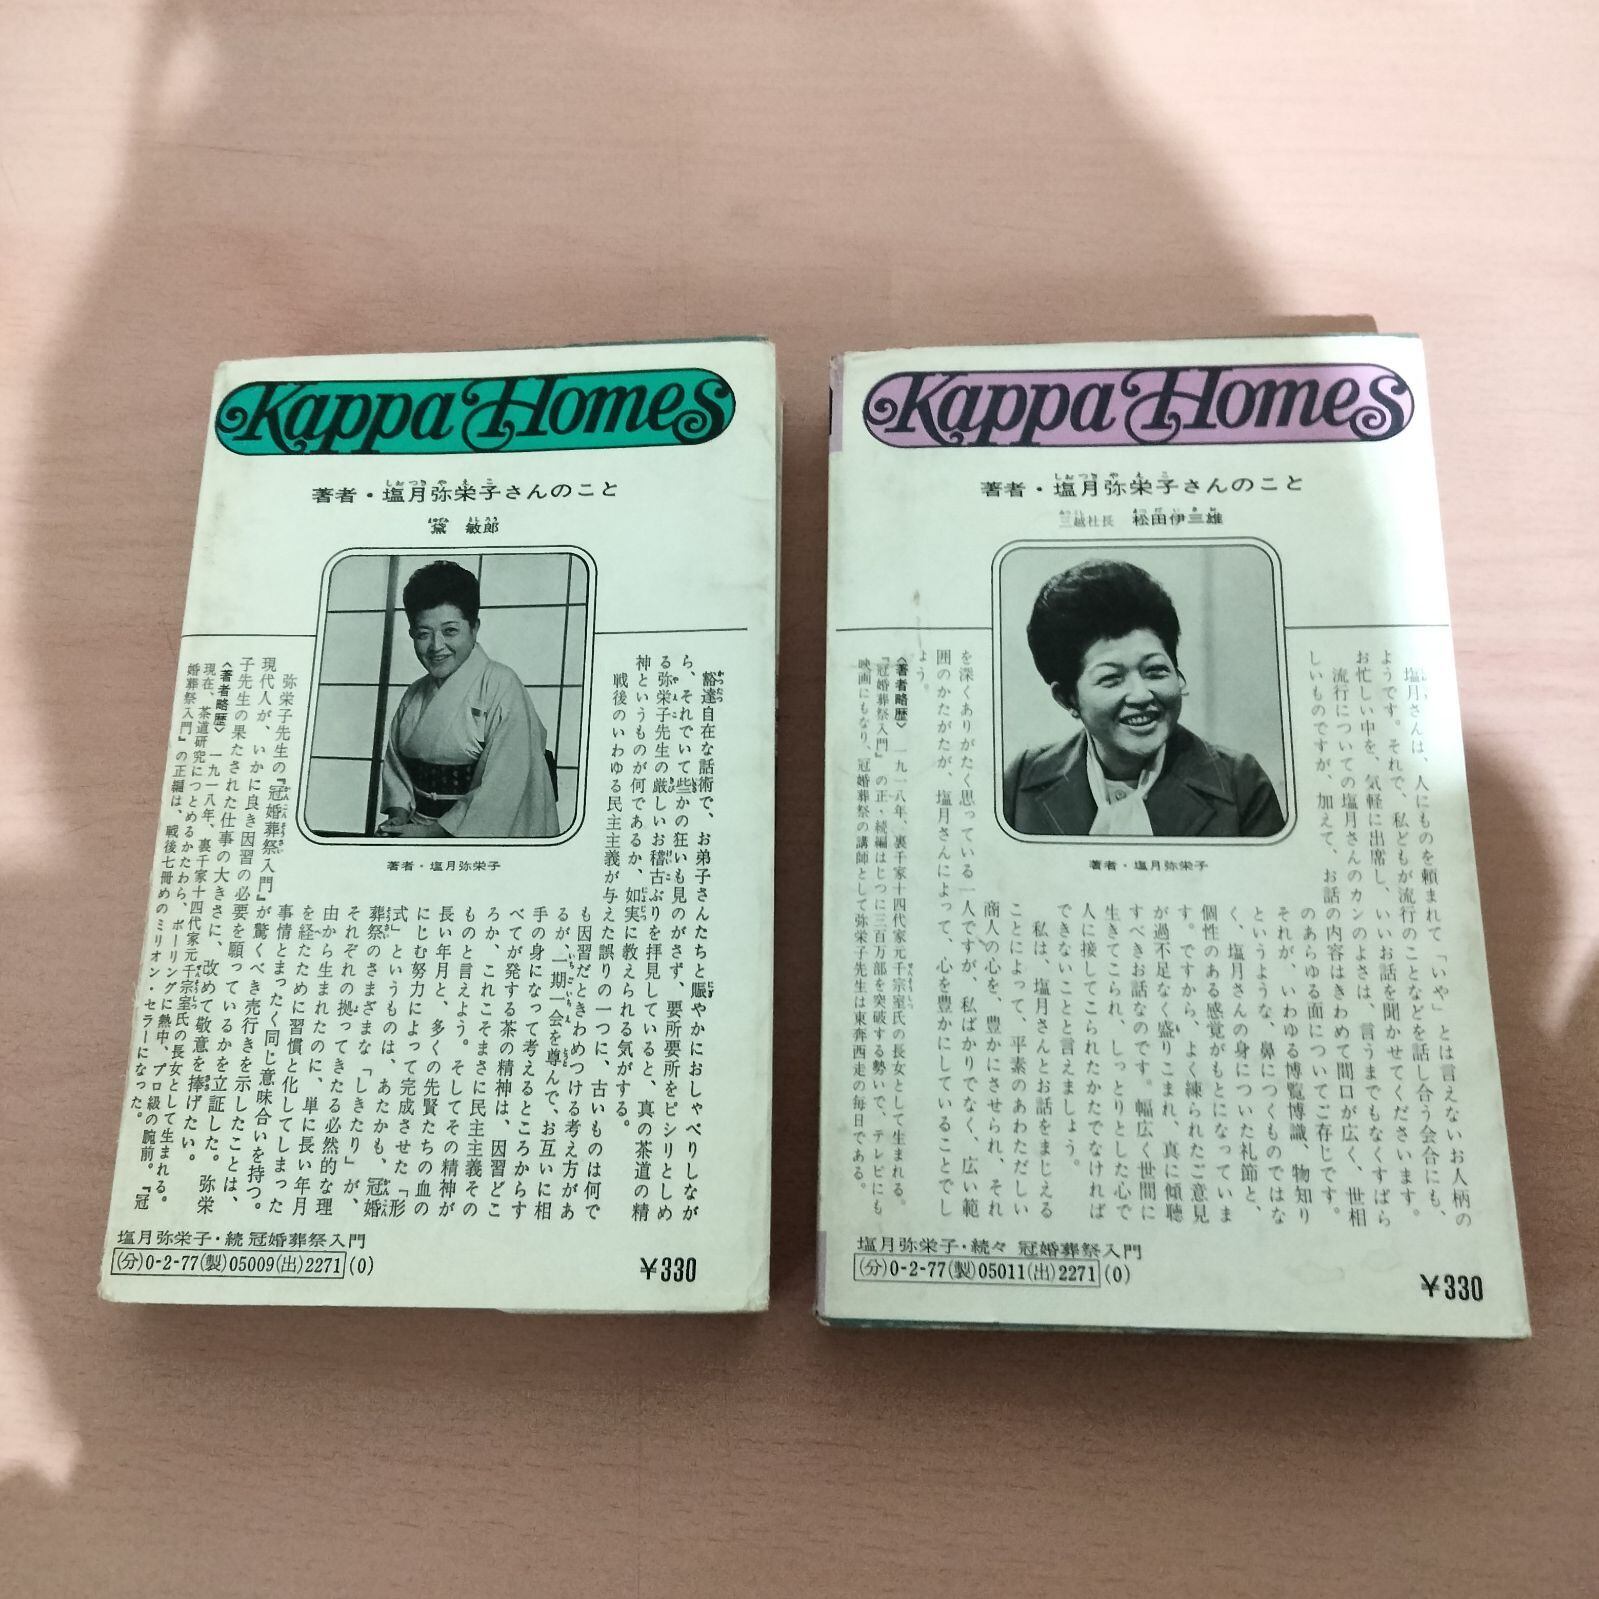 Kappa Homes
著者・塩月弥栄子さんのこと
しおつき や え こ
黛 敏郎
まゆずみ としろう
著者・塩月弥栄子
豁達自在な話術で、お弟子さんたちと賑やかにおしゃべりしなが
ら、それでいて些かの狂いも見のがさず、要所要所をピシリとしめ
る弥栄子先生の厳しいお稽古ぶりを拝見していると、真の茶道の精
神というものが何であるか、如実に教えられる気がする。
戦後のいわゆる民主主義が与えた誤りの一つに、古いものは何で
も因習だときわめつける考え方があ
るが、一期一会を尊んで、お互いに相
手の身になって考えるところからす
べてが発する茶の精神は、因習どこ
ろか、これこそまさに民主主義その
ものと言えよう。そしてその精神が
長い年月と、多くの先賢たちの血の
にじむ努力によって完成させた「形
式」というものは、あたかも、冠婚
葬祭のさまざまな「しきたり」が、
それぞれの拠ってきたる必然的な理
由から生まれたのに、単に長い年月
を経たために習慣と化してしまった
事情とまったく同じ意味合いを持つ。
弥栄子先生の『冠婚葬祭入門』が驚くべき売行きを示したことは、
現代人が、いかに良き因習の必要を願っているかを立証した。弥栄
子先生の果たされた仕事の大きさに、改めて敬意を捧げたい。
〈著者略歴〉 一九一八年、裏千家十四代家元千宗室氏の長女として生まれる。
現在、茶道研究につとめるかたわら、ボーリングに熱中、プロ級の腕前。『冠
婚葬祭入門』の正編は、戦後七冊めのミリオン・セラーになった。
塩月弥栄子・続 冠婚葬祭入門
(分)0-2-77(製)05009(出)2271(0)
¥330
Kappa Homes
著者・塩月弥栄子さんのこと
しおつき や え こ
三越社長 松田伊三雄
著者・塩月弥栄子
塩月さんは、人にものを頼まれて「いや」とは言えないお人柄の
ようです。それで、私どもが流行のことなどを話し合う会合にも、
お忙しい中を、気軽に出席し、いいお話を聞かせてくださいます。
流行についての塩月さんのカンのよさは、言うまでもなくすばら
しいものですが、加えて、お話の内容はきわめて間口が広く、世相
のあらゆる面についてご存じです。
それが、いわゆる博覧博識、物知り
というような、鼻につくものではな
く、塩月さんの身についた礼節と、
個性のある感覚がもとになっていま
す。ですから、よく練られたご意見
が過不足なく盛りこまれ、真に傾聴
すべきお話なのです。幅広く世間に
生きてこられ、しっとりとした心で
人に接してこられたかたでなければ
できないことと言えましょう。
私は、塩月さんとお話をまじえる
ことによって、平素のあわただしい
商人の心を、豊かにさせられ、それ
を深くありがたく思っている一人ですが、私ばかりでなく、広い範
囲のかたがたが、塩月さんによって、心を豊かにしていることでし
ょう。
〈著者略歴〉 一九一八年、裏千家十四代家元千宗室氏の長女として生まれる。
『冠婚葬祭入門』の正・続編はじつに三百万部を突破する勢いで、テレビにも
映画にもなり、冠婚葬祭の講師として弥栄子先生は東奔西走の毎日である。
塩月弥栄子・続々 冠婚葬祭入門
(分)0-2-77(製)05011(出)2271(0)
¥330